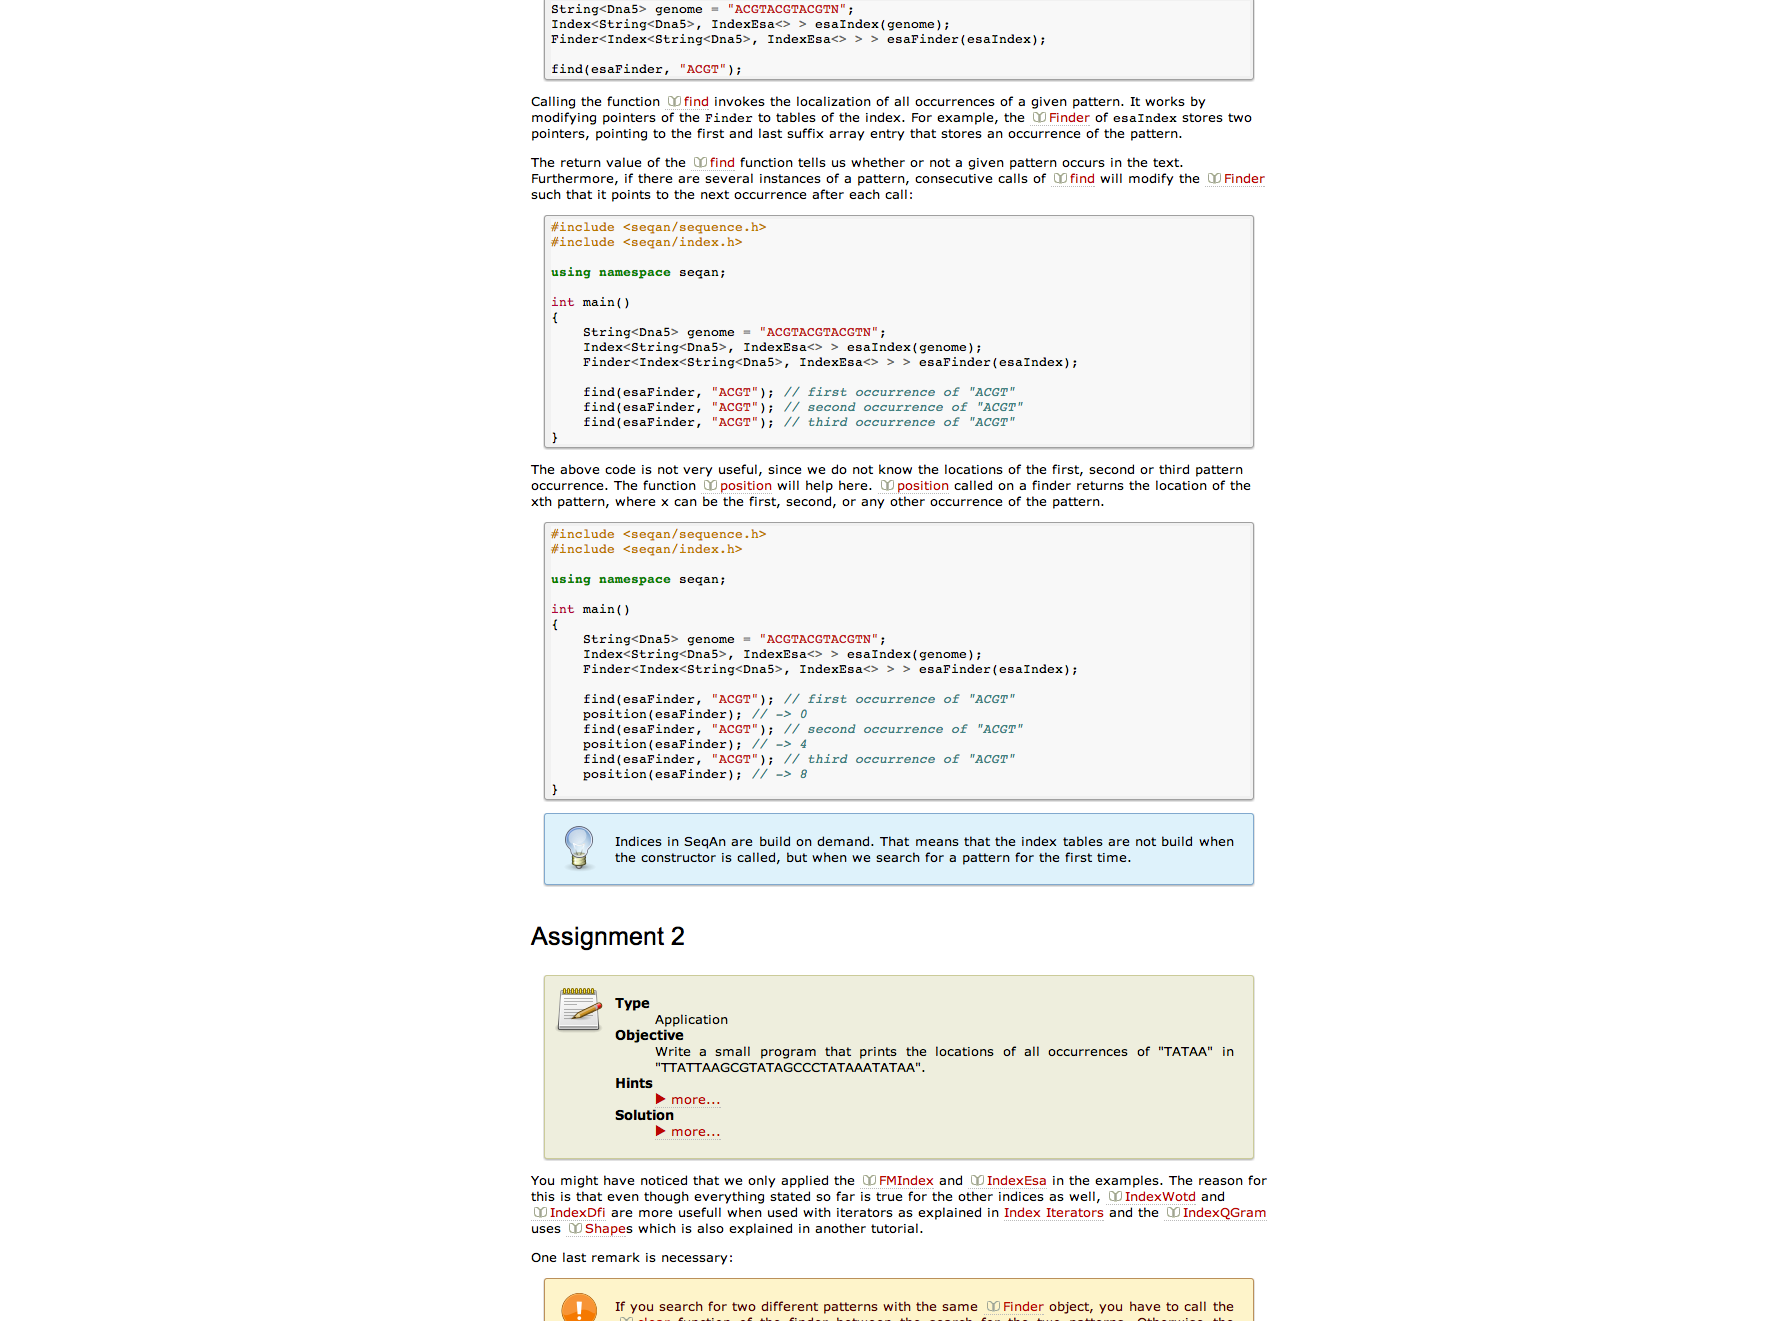 String<Dna5> genome = "ACGTACGTACGTN";
Index<String<Dna5>, IndexEsa<> > esaIndex(genome);
Finder<Index<String<Dna5>, IndexEsa<> > > esaFinder(esaIndex);
find(esaFinder, "ACGT");
Calling the function find invokes the localization of all occurrences of a given pattern. It works by
modifying pointers of the Finder to tables of the index. For example, the Finder of esaIndex stores two
pointers, pointing to the first and last suffix array entry that stores an occurrence of the pattern.
The return value of the find function tells us whether or not a given pattern occurs in the text.
Furthermore, if there are several instances of a pattern, consecutive calls of find will modify the Finder
such that it points to the next occurrence after each call:
#include <seqan/sequence.h>
#include <seqan/index.h>
using namespace seqan;
int main()
{
String<Dna5> genome = "ACGTACGTACGTN";
Index<String<Dna5>, IndexEsa<> > esaIndex(genome);
Finder<Index<String<Dna5>, IndexEsa<> > > esaFinder(esaIndex);
find(esaFinder, "ACGT"); // first occurrence of "ACGT"
find(esaFinder, "ACGT"); // second occurrence of "ACGT"
find(esaFinder, "ACGT"); // third occurrence of "ACGT"
}
The above code is not very useful, since we do not know the locations of the first, second or third pattern
occurrence. The function position will help here. position called on a finder returns the location of the
xth pattern, where x can be the first, second, or any other occurrence of the pattern.
#include <seqan/sequence.h>
#include <seqan/index.h>
using namespace seqan;
int main()
{
String<Dna5> genome = "ACGTACGTACGTN";
Index<String<Dna5>, IndexEsa<> > esaIndex(genome);
Finder<Index<String<Dna5>, IndexEsa<> > > esaFinder(esaIndex);
find(esaFinder, "ACGT"); // first occurrence of "ACGT"
position(esaFinder); // -> 0
find(esaFinder, "ACGT"); // second occurrence of "ACGT"
position(esaFinder); // -> 4
find(esaFinder, "ACGT"); // third occurrence of "ACGT"
position(esaFinder); // -> 8
}
Indices in SeqAn are build on demand. That means that the index tables are not build when
the constructor is called, but when we search for a pattern for the first time.
Assignment 2
Type
Application
Objective
Write a small program that prints the locations of all occurrences of "TATAA" in
"TTATTAAGCGTATAGCCCTATAAATATAA".
Hints
more...
Solution
more...
You might have noticed that we only applied the FMIndex and IndexEsa in the examples. The reason for
this is that even though everything stated so far is true for the other indices as well, IndexWotd and
IndexDfi are more usefull when used with iterators as explained in Index Iterators and the IndexQGram
uses Shapes which is also explained in another tutorial.
One last remark is necessary:
If you search for two different patterns with the same Finder object, you have to call the
clear function of the finder between the search for the two patterns. Otherwise the